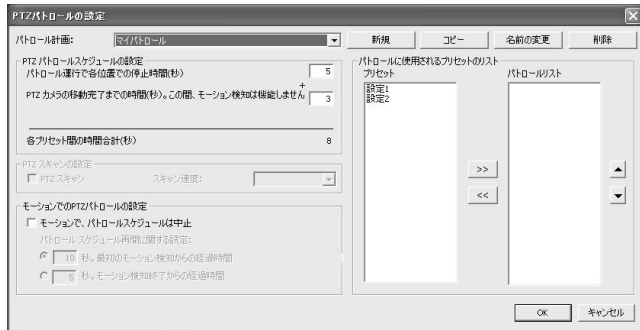 PTZパトロールの設定
パトロール計画: マイパトロール 新規 コピー 名前の変更 削除
PTZ パトロールスケジュールの設定
パトロール運行で各位置での停止時間(秒) 5
+
PTZ カメラの移動完了までの時間(秒)。この間、モーション検知は機能しません 3
各プリセット間の時間合計(秒) 8
PTZ スキャンの設定
PTZ スキャン スキャン速度:
モーションでのPTZパトロールの設定
モーションで、パトロールスケジュールは中止
パトロールスケジュール再開に関する設定:
10 秒。最初のモーション検知からの経過時間
5 秒。モーション検知終了からの経過時間
パトロールに使用されるプリセットのリスト
プリセット パトロールリスト
設定1
設定2
>>
<<
OK キャンセル